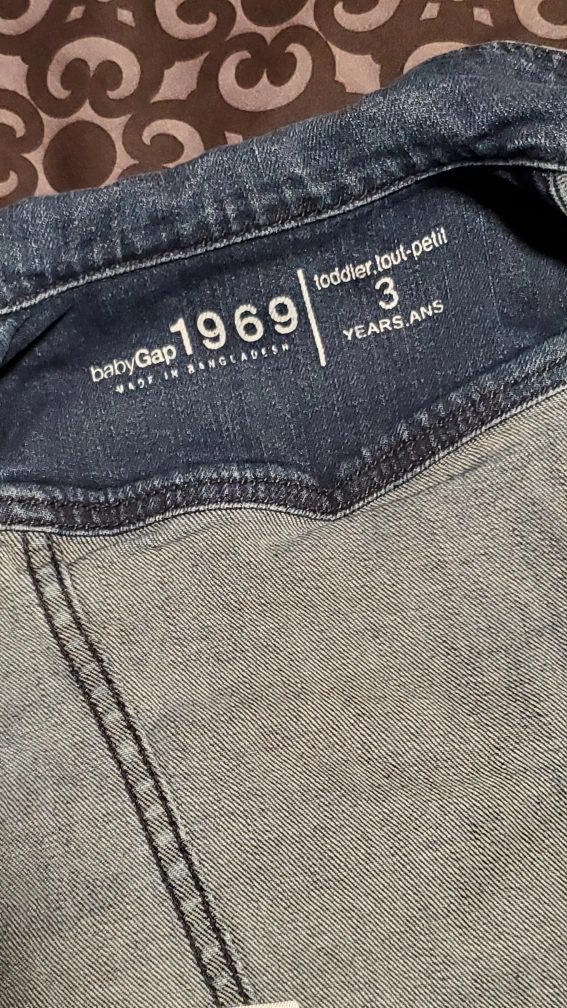 babyGap 1969
MADE IN BANGLADESH
toddler.tout-petit
3
YEARS.ANS